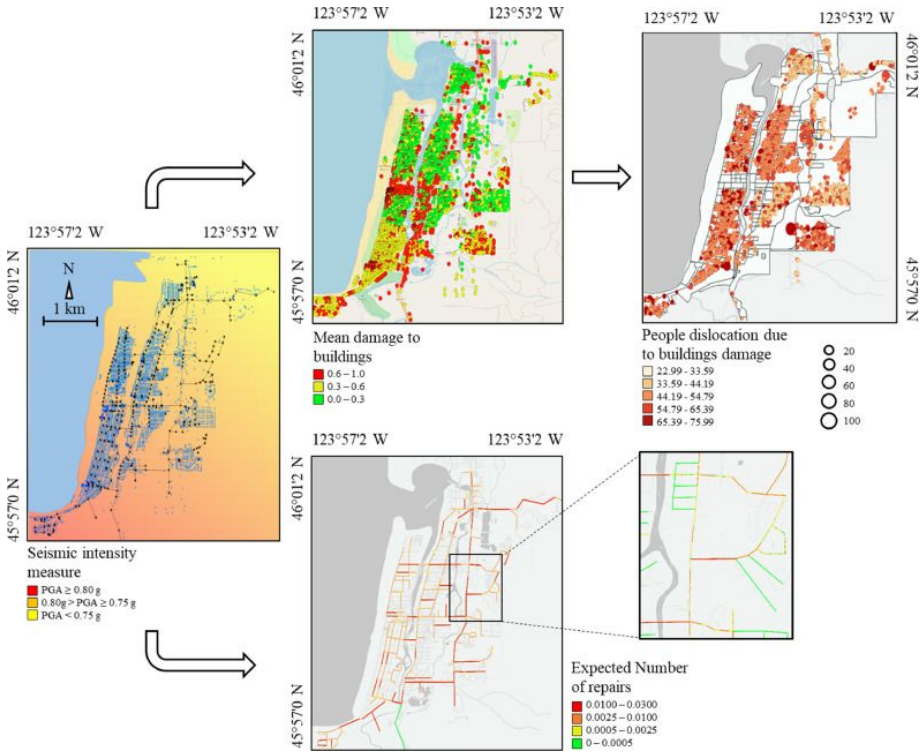 123°57'2 W
123°53'2 W
46°01'2 N
45°57'0 N
Mean damage to
buildings
0.6 – 1.0
0.3 – 0.6
0.0 – 0.3
123°57'2 W
123°53'2 W
46°01'2 N
45°57'0 N
People dislocation due
to buildings damage
22.99 - 33.59
33.59 - 44.19
44.19 - 54.79
54.79 - 65.39
65.39 - 75.99
20
40
60
80
100
123°57'2 W
123°53'2 W
46°01'2 N
45°57'0 N
N
1 km
Seismic intensity
measure
PGA ≥ 0.80 g
0.80g > PGA ≥ 0.75 g
PGA < 0.75 g
123°57'2 W
123°53'2 W
46°01'2 N
45°57'0 N
Expected Number
of repairs
0.0100 – 0.0300
0.0025 – 0.0100
0.0005 – 0.0025
0 – 0.0005